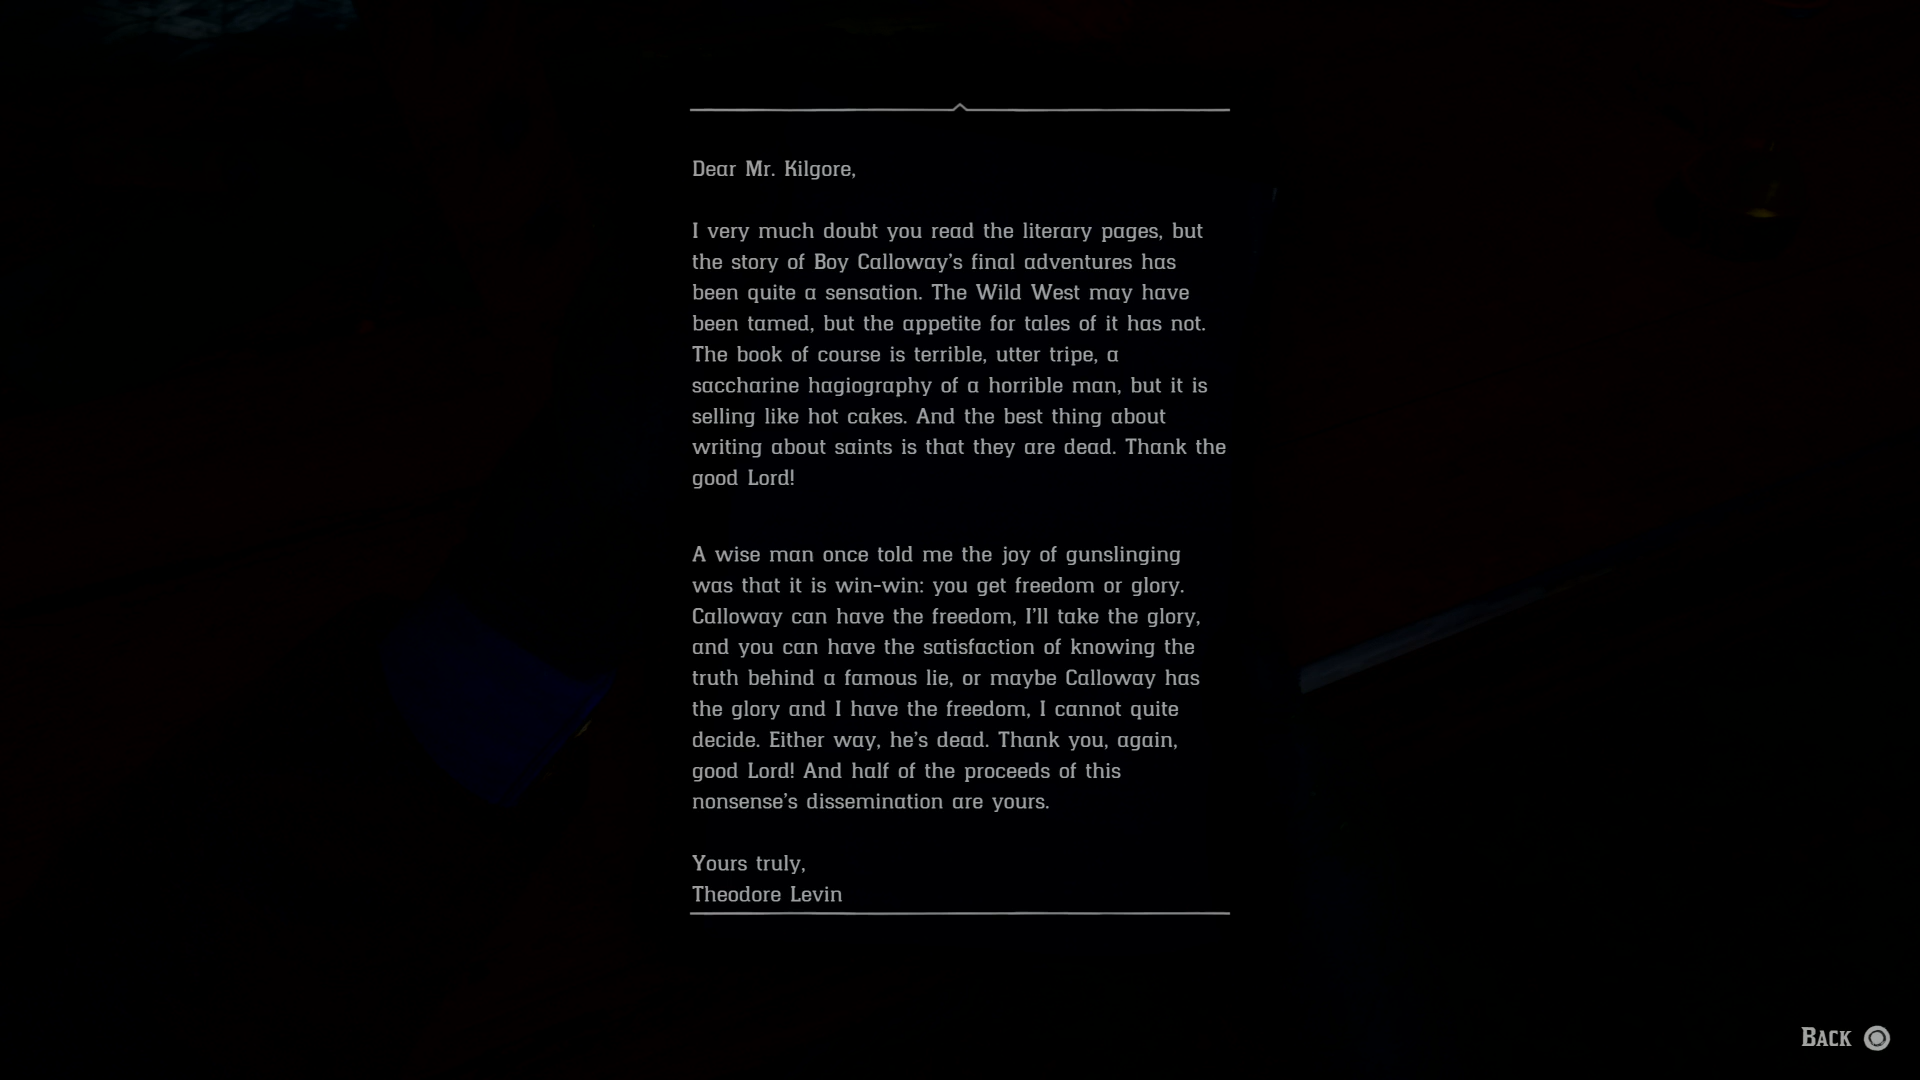 Dear Mr. Kilgore,
I very much doubt you read the literary pages, but
the story of Boy Calloway's final adventures has
been quite a sensation. The Wild West may have
been tamed, but the appetite for tales of it has not.
The book of course is terrible, utter tripe, a
saccharine hagiography of a horrible man, but it is
selling like hot cakes. And the best thing about
writing about saints is that they are dead. Thank the
good Lord!
A wise man once told me the joy of gunslinging
was that it is win-win: you get freedom or glory.
Calloway can have the freedom, I'll take the glory,
and you can have the satisfaction of knowing the
truth behind a famous lie, or maybe Calloway has
the glory and I have the freedom, I cannot quite
decide. Either way, he's dead. Thank you, again,
good Lord! And half of the proceeds of this
nonsense's dissemination are yours.
Yours truly,
Theodore Levin
BACK